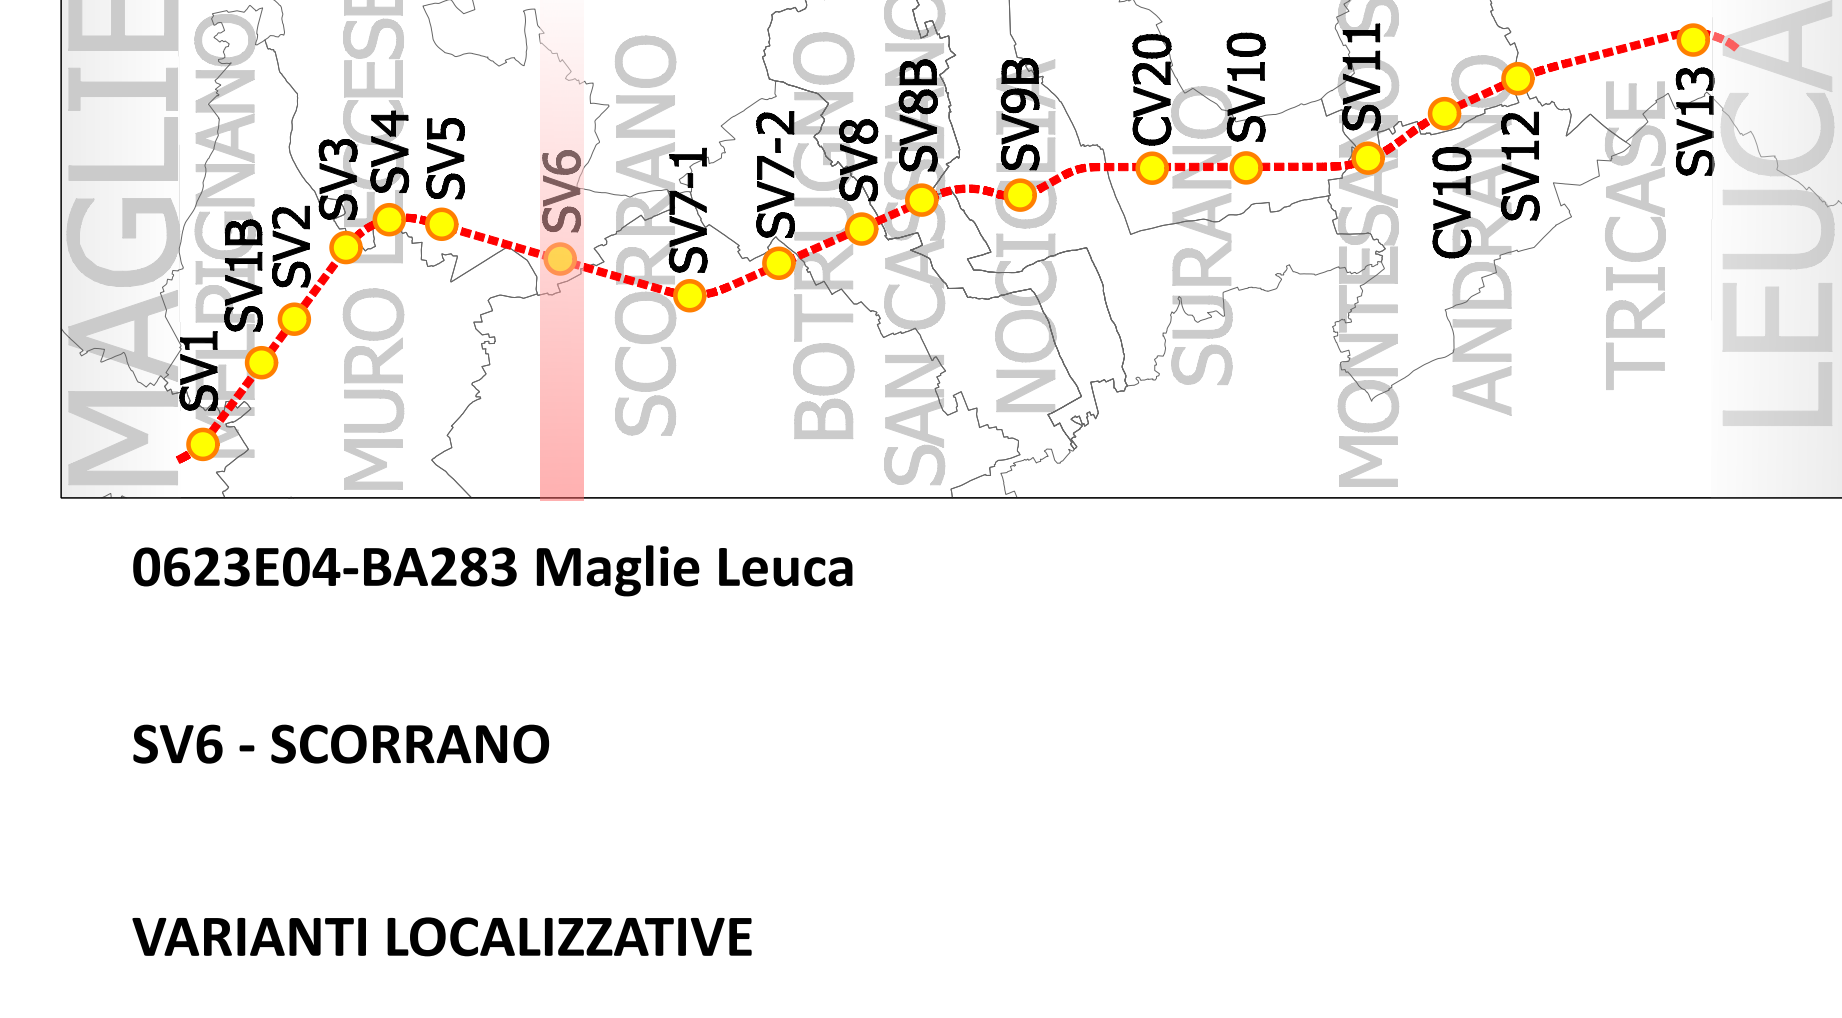 MAGLIE
MELPIGNANO
MURO LECCESE
SCORRANO
BOTRUGNO
SAN CASSIANO
NOCIGLIA
SURANO
MONTESANO S
ANDRANO
TRICASE
LEUCA
SV1
SV1B
SV2
SV3
SV4
SV5
SV6
SV7-1
SV7-2
SV8
SV8B
SV9B
CV20
SV10
SV11
CV10
SV12
SV13
0623E04-BA283 Maglie Leuca
SV6 - SCORRANO
VARIANTI LOCALIZZATIVE